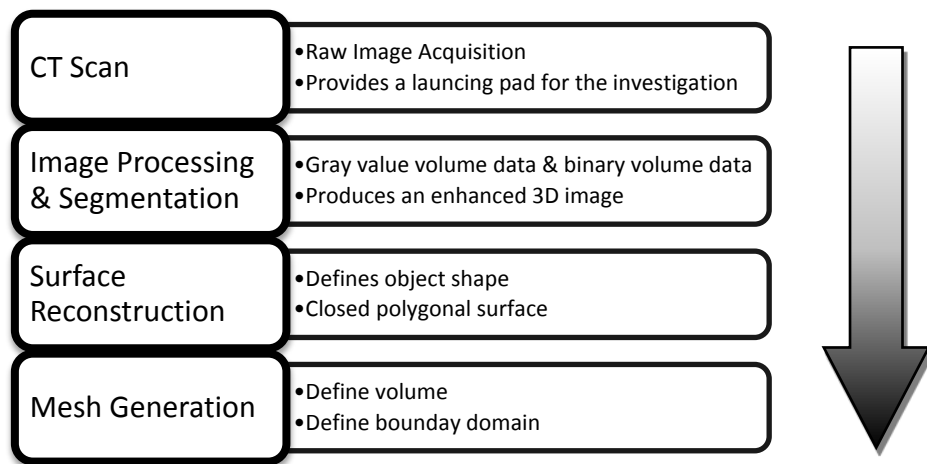 CT Scan
•Raw Image Acquisition
•Provides a launcing pad for the investigation
Image Processing
& Segmentation
•Gray value volume data & binary volume data
•Produces an enhanced 3D image
Surface
Reconstruction
•Defines object shape
•Closed polygonal surface
Mesh Generation
•Define volume
•Define bounday domain